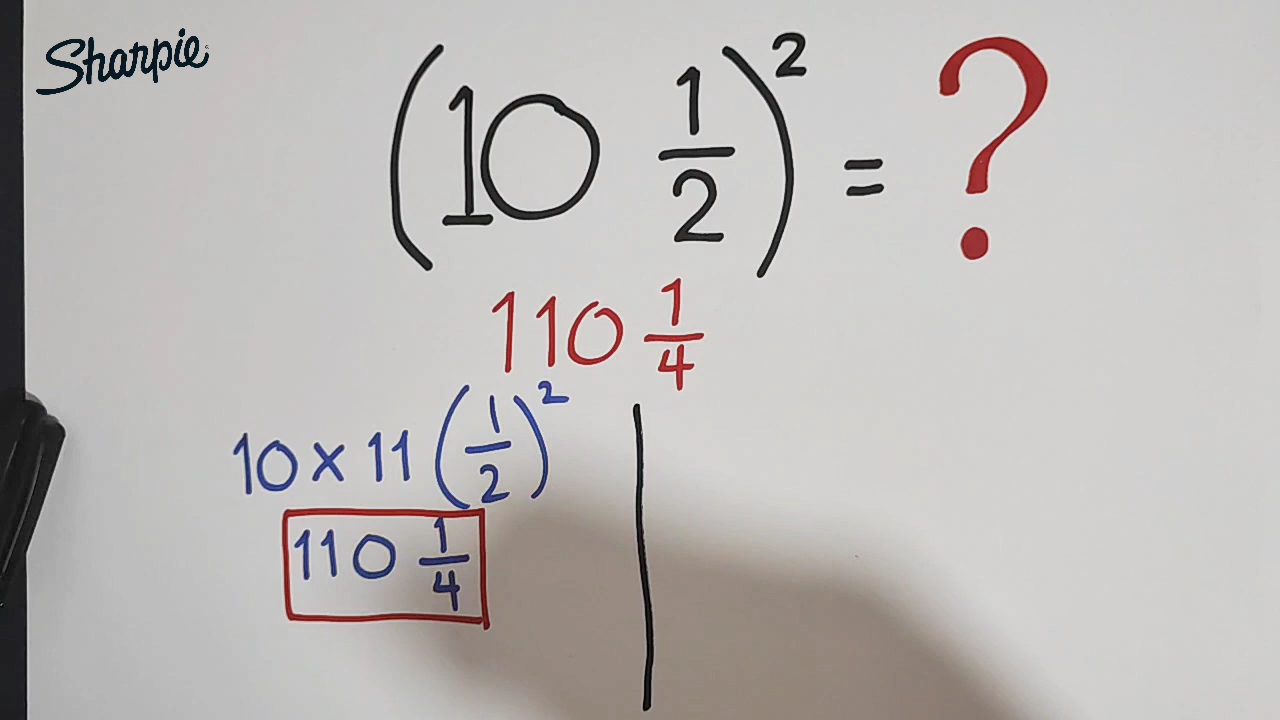 Sharpie
(10 1/2)² = ?
110 1/4
10 × 11 (1/2)²
110 1/4